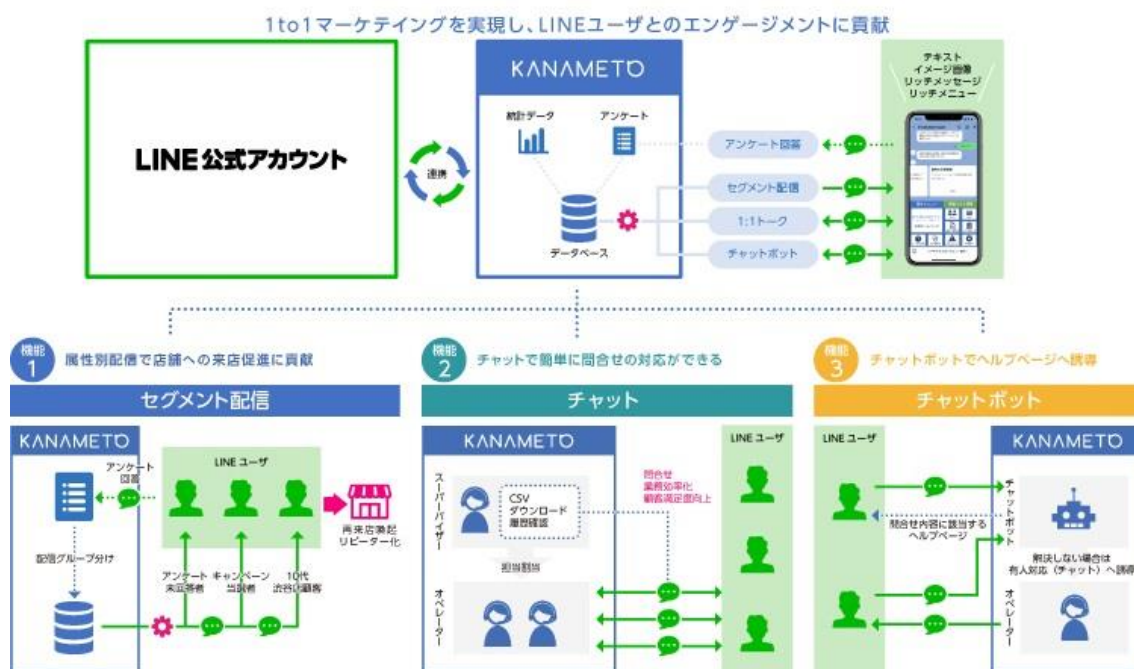 1to1マーケテイングを実現し、LINEユーザとのエンゲージメントに貢献
LINE 公式アカウント
連携
KANAMETO
統計データ
アンケート
データベース
アンケート回答
セグメント配信
1:1トーク
チャットボット
テキスト
イメージ画像
リッチメッセージ
リッチメニュー
機能
1
属性別配信で店舗への来店促進に貢献
セグメント配信
KANAMETO
アンケート
回答
配信グループ分け
LINE ユーザ
アンケート
未回答者
キャンペーン
当選者
10代
渋谷店顧客
再来店喚起
リピーター化
機能
2
チャットで簡単に問合せの対応ができる
チャット
KANAMETO
スーパーバイザー
CSV
ダウンロード
履歴確認
担当割当
オペレーター
問合せ
業務効率化
顧客満足度向上
LINE ユーザ
機能
3
チャットボットでヘルプページへ誘導
チャットボット
LINE ユーザ
問合せ内容に該当する
ヘルプページ
KANAMETO
チャットボット
解決しない場合は
有人対応（チャット）へ誘導
オペレーター